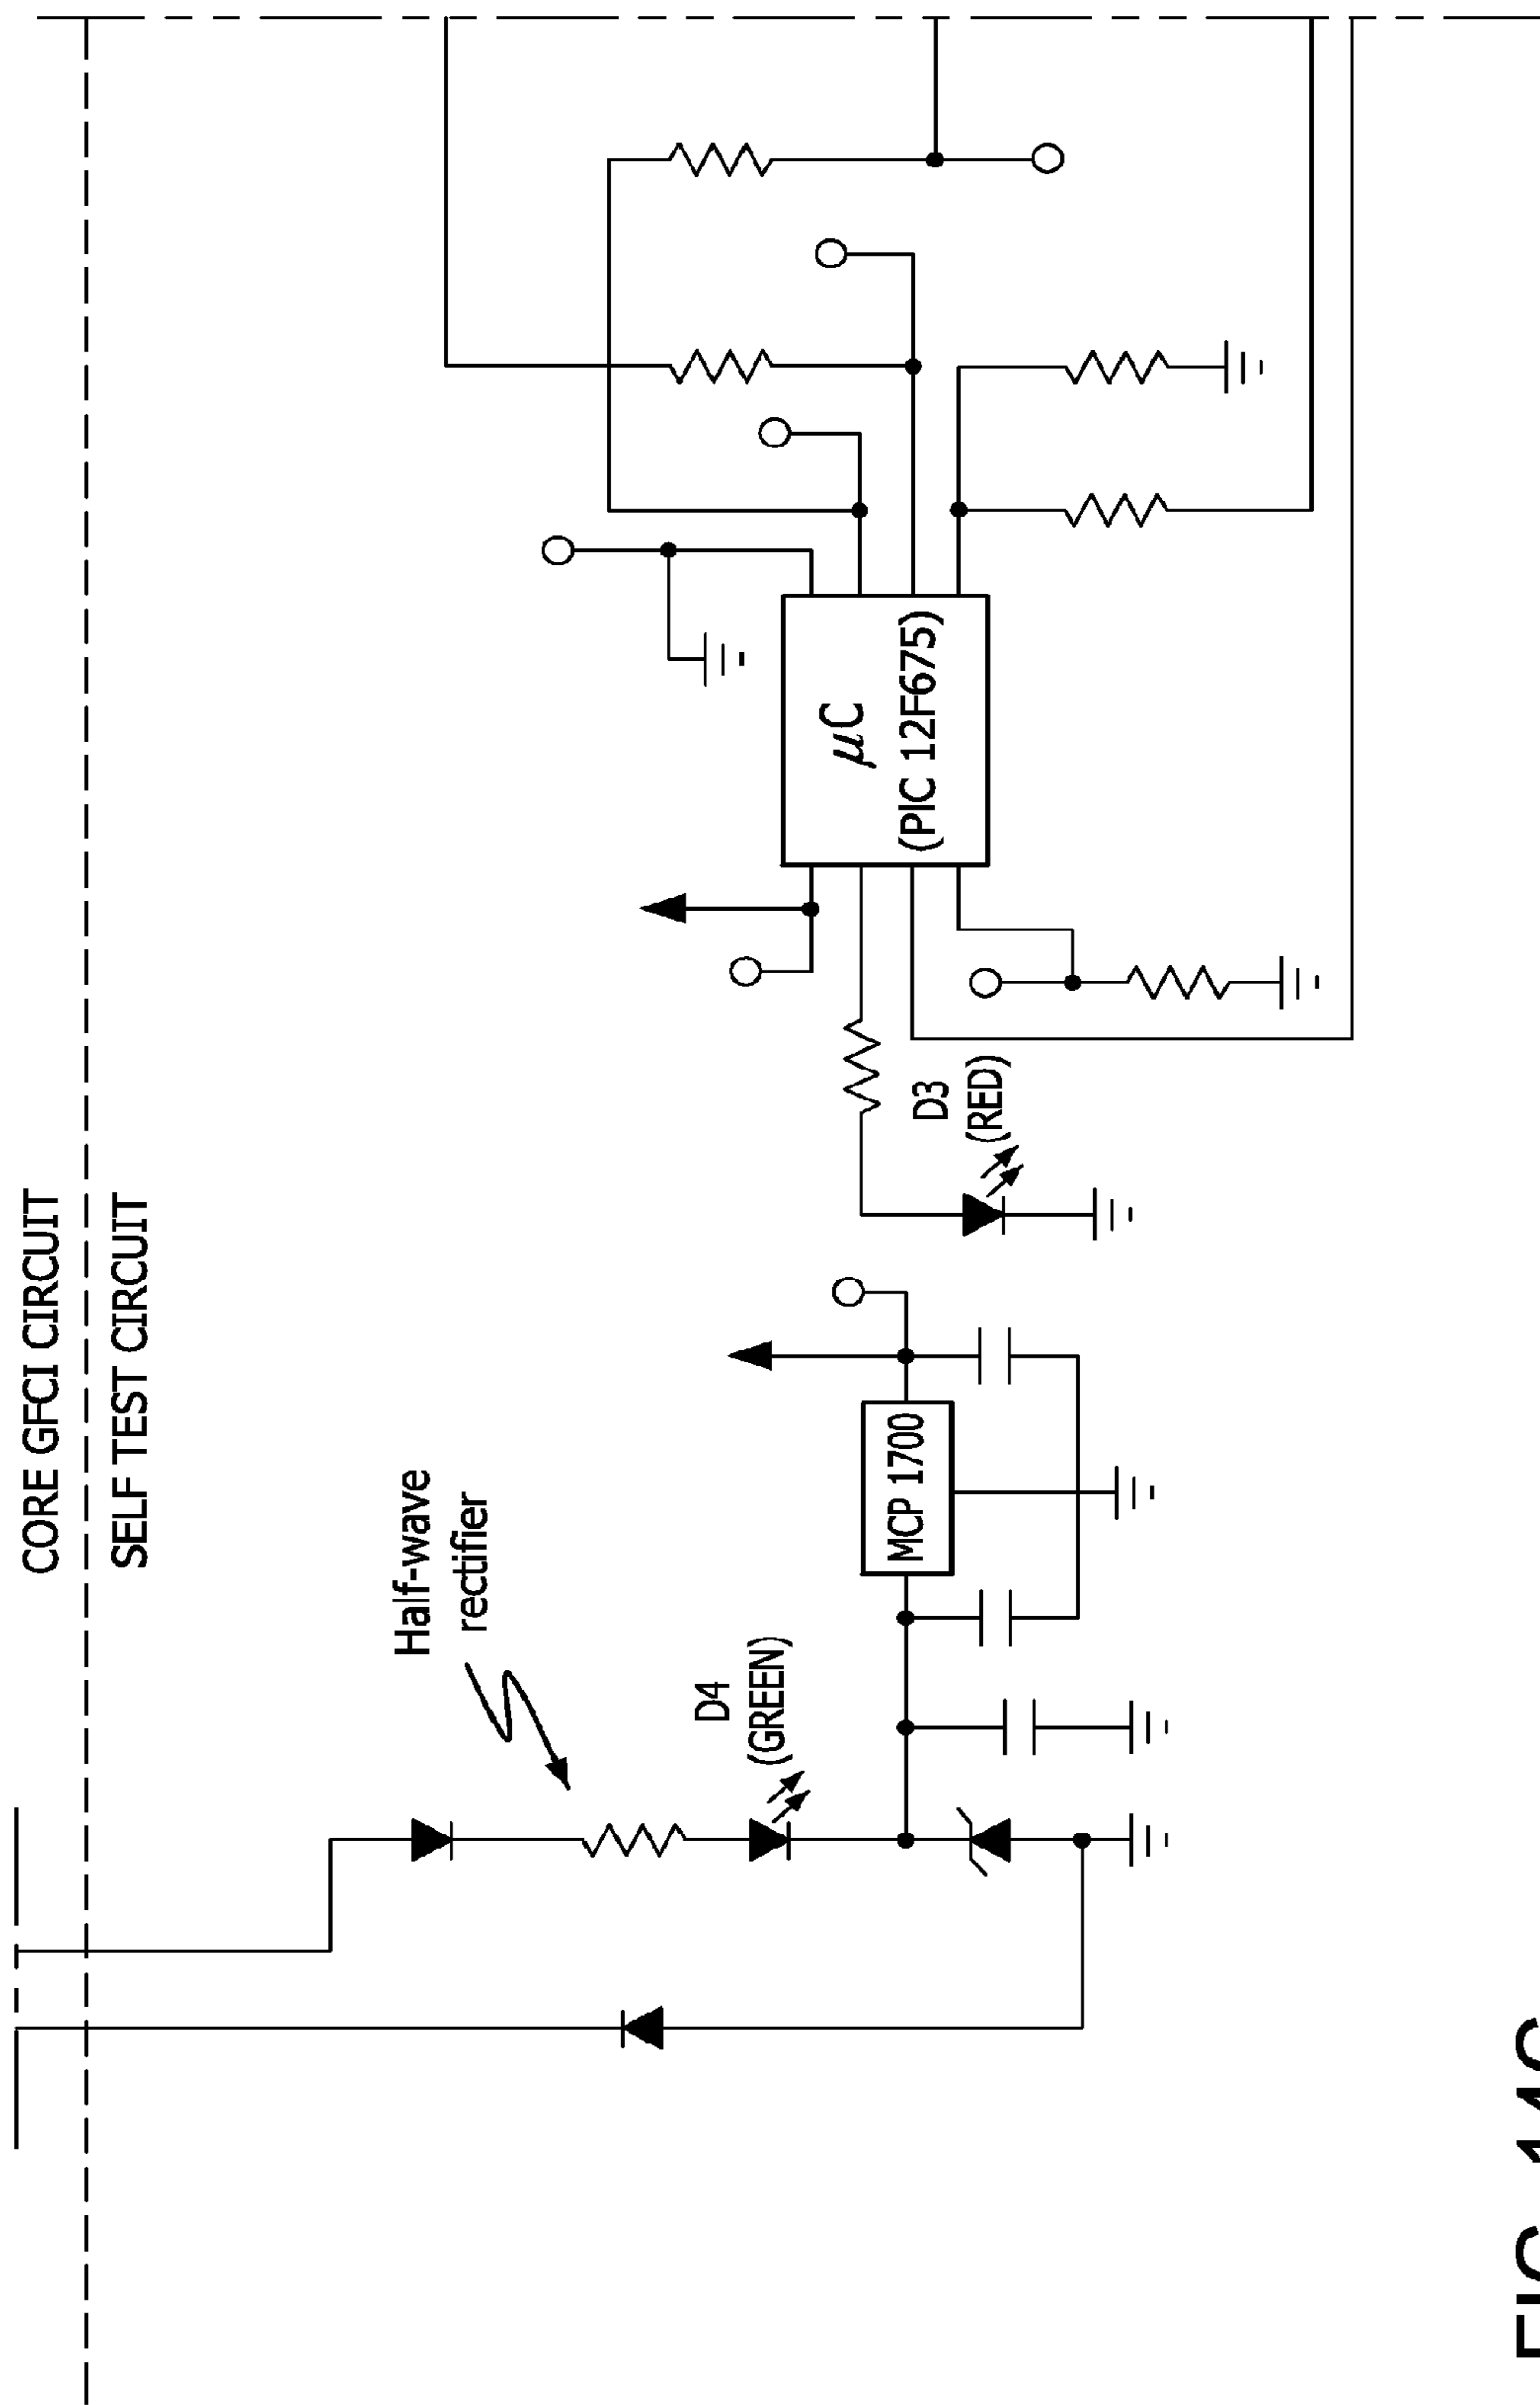 CORE GFCI CIRCUIT
SELF TEST CIRCUIT
Half-wave
rectifier
D4
(GREEN)
MCP 1700
D3
(RED)
µC
(PIC 12F675)